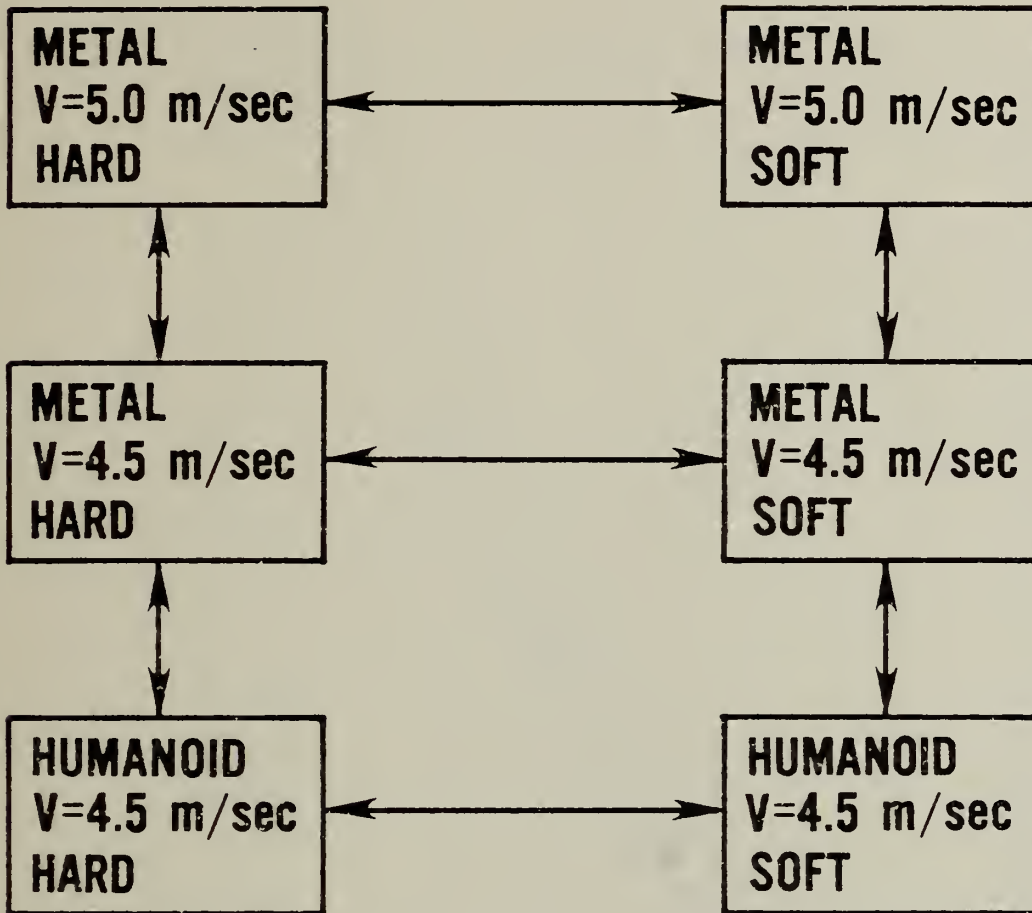 METAL
V=5.0 m/sec
HARD
METAL
V=5.0 m/sec
SOFT
METAL
V=4.5 m/sec
HARD
METAL
V=4.5 m/sec
SOFT
HUMANOID
V=4.5 m/sec
HARD
HUMANOID
V=4.5 m/sec
SOFT